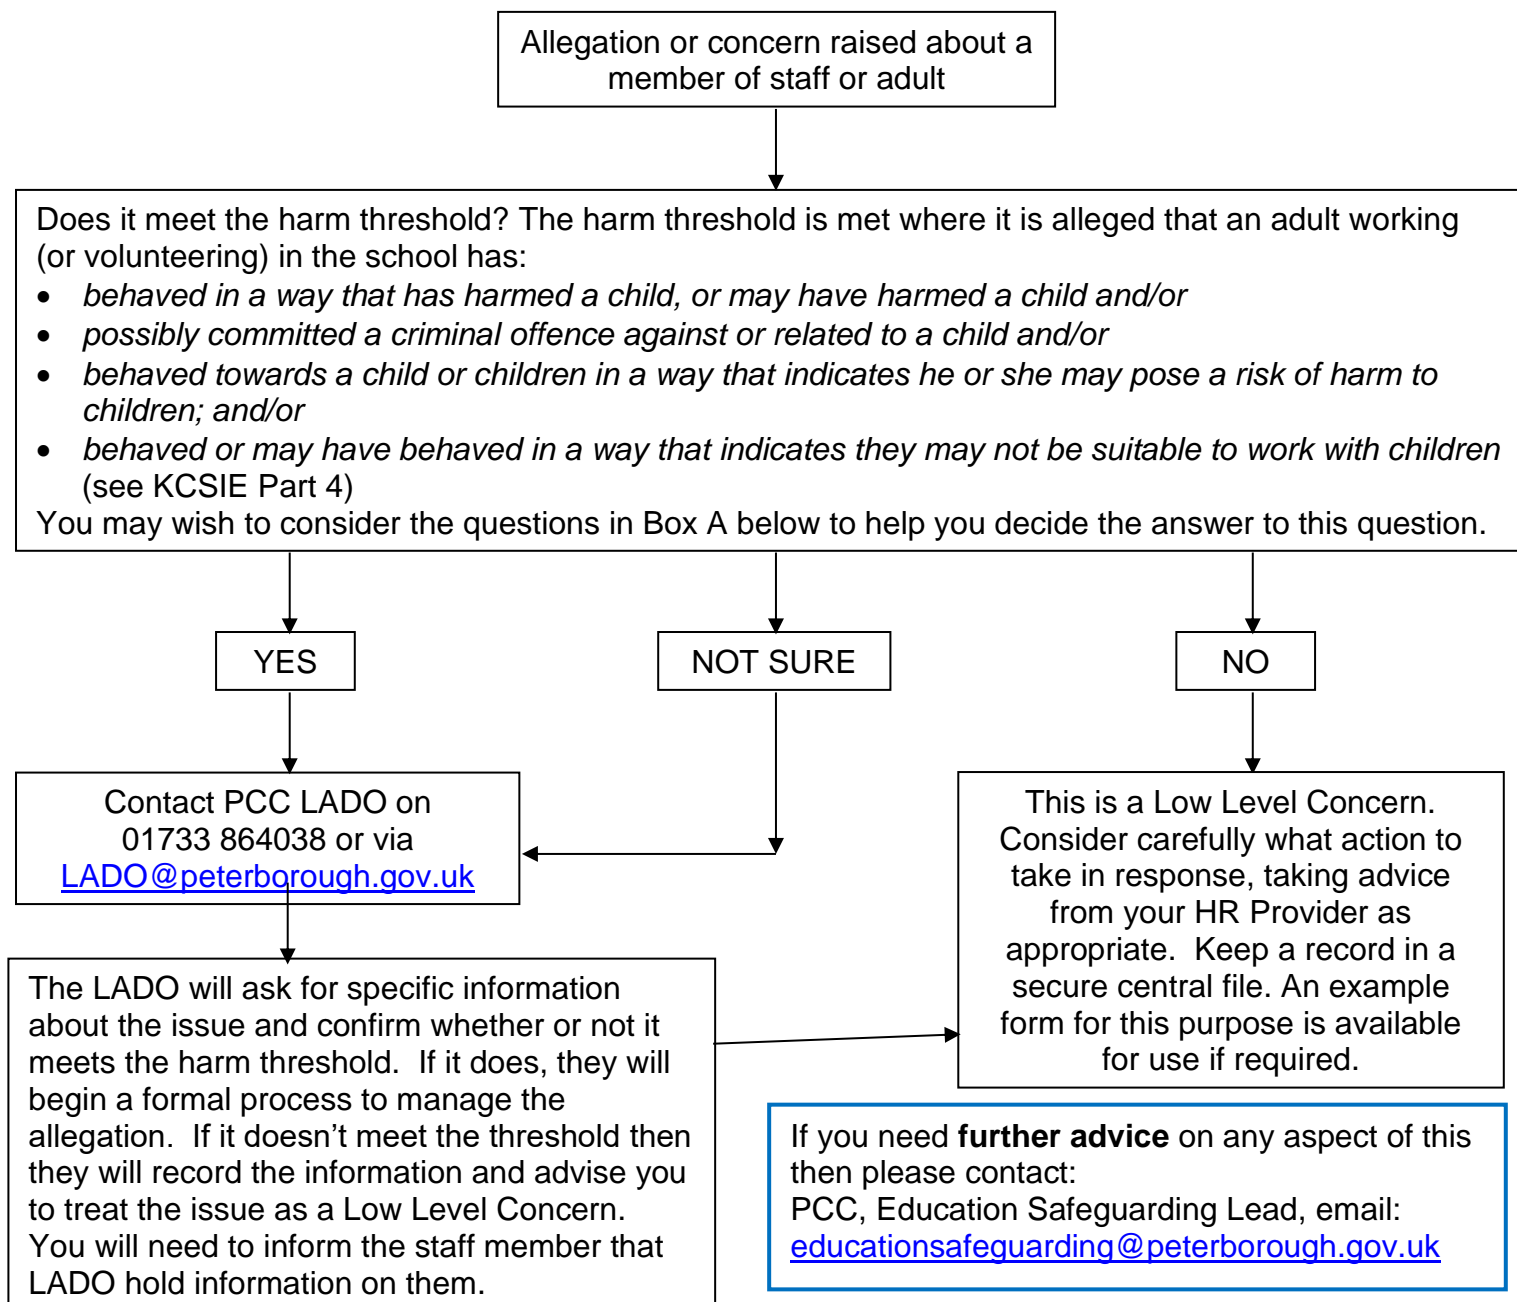 Allegation or concern raised about a
member of staff or adult
Does it meet the harm threshold? The harm threshold is met where it is alleged that an adult working
(or volunteering) in the school has:
• behaved in a way that has harmed a child, or may have harmed a child and/or
• possibly committed a criminal offence against or related to a child and/or
• behaved towards a child or children in a way that indicates he or she may pose a risk of harm to
children; and/or
• behaved or may have behaved in a way that indicates they may not be suitable to work with children
(see KCSIE Part 4)
You may wish to consider the questions in Box A below to help you decide the answer to this question.
YES
NOT SURE
NO
Contact PCC LADO on
01733 864038 or via
LADO@peterborough.gov.uk
This is a Low Level Concern.
Consider carefully what action to
take in response, taking advice
from your HR Provider as
appropriate.  Keep a record in a
secure central file. An example
form for this purpose is available
for use if required.
The LADO will ask for specific information
about the issue and confirm whether or not it
meets the harm threshold.  If it does, they will
begin a formal process to manage the
allegation.  If it doesn’t meet the threshold then
they will record the information and advise you
to treat the issue as a Low Level Concern.
You will need to inform the staff member that
LADO hold information on them.
If you need further advice on any aspect of this
then please contact:
PCC, Education Safeguarding Lead, email:
educationsafeguarding@peterborough.gov.uk